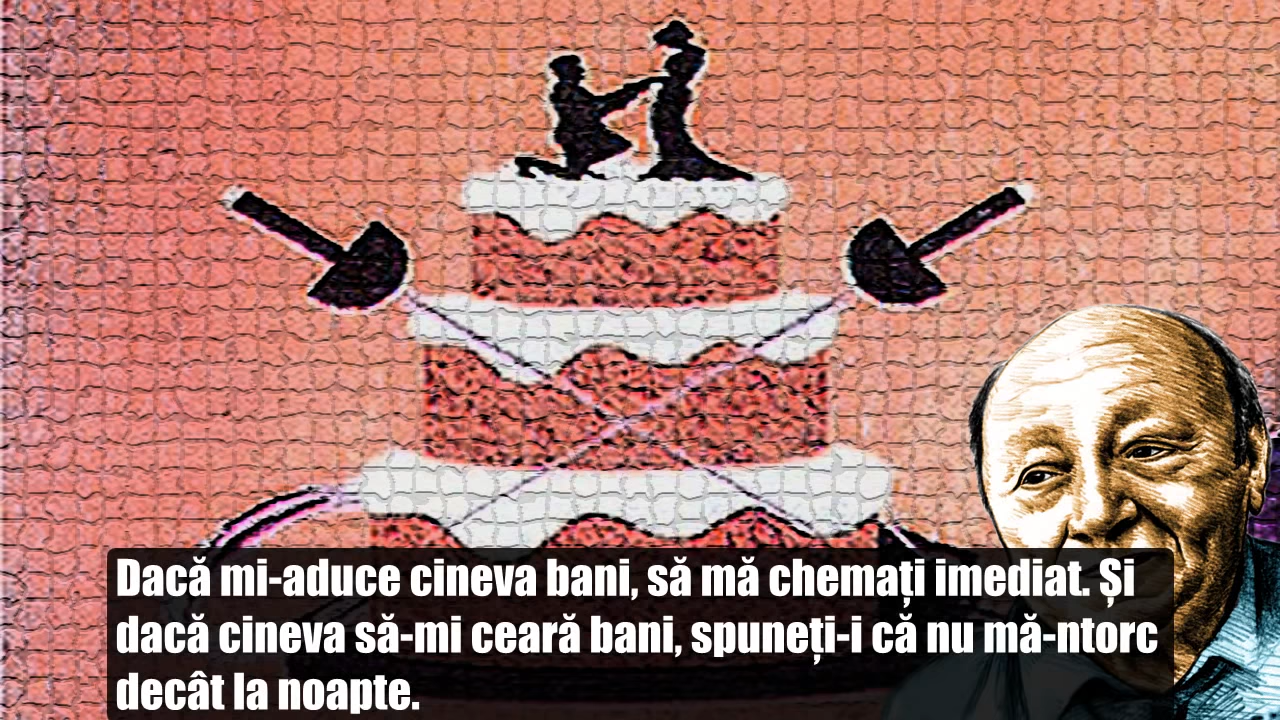 Dacă mi-aduce cineva bani, să mă chemați imediat. Și
dacă cineva să-mi ceară bani, spuneți-i că nu mă-ntorc
decât la noapte.